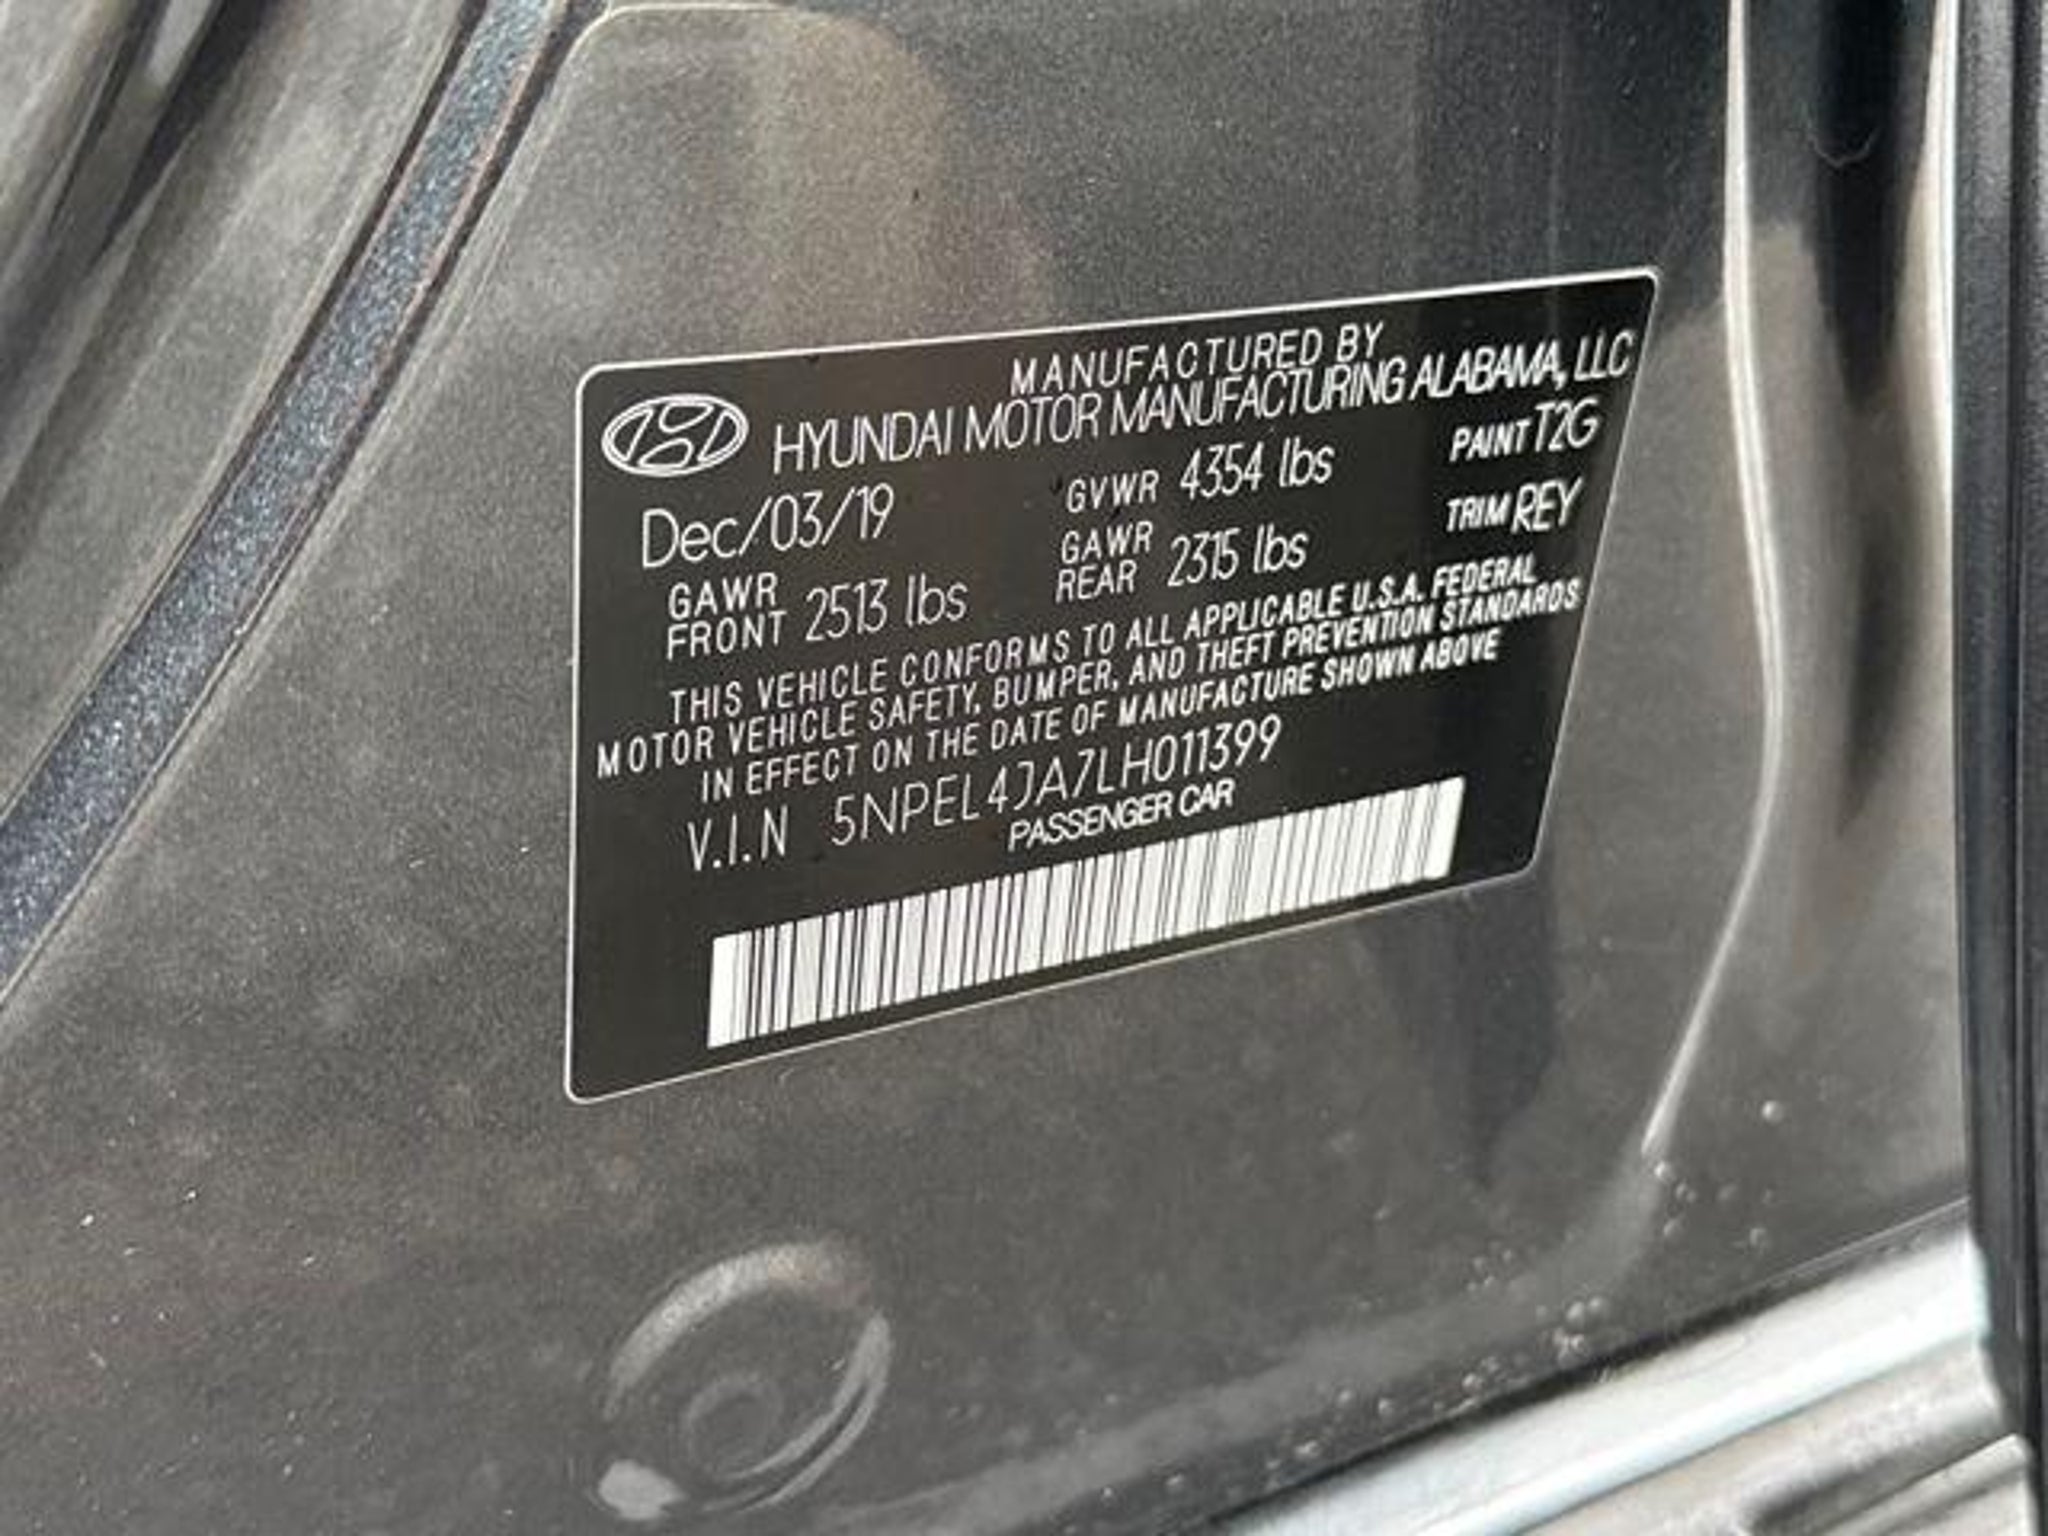 MANUFACTURED BY
HYUNDAI MOTOR MANUFACTURING ALABAMA, LLC
Dec/03/19 GVWR 4354 lbs PAINT T2G
GAWR FRONT 2513 lbs GAWR REAR 2315 lbs TRIM REY
THIS VEHICLE CONFORMS TO ALL APPLICABLE U.S.A. FEDERAL
MOTOR VEHICLE SAFETY, BUMPER, AND THEFT PREVENTION STANDARDS
IN EFFECT ON THE DATE OF MANUFACTURE SHOWN ABOVE
V.I.N 5NPEL4JA7LH011399
PASSENGER CAR